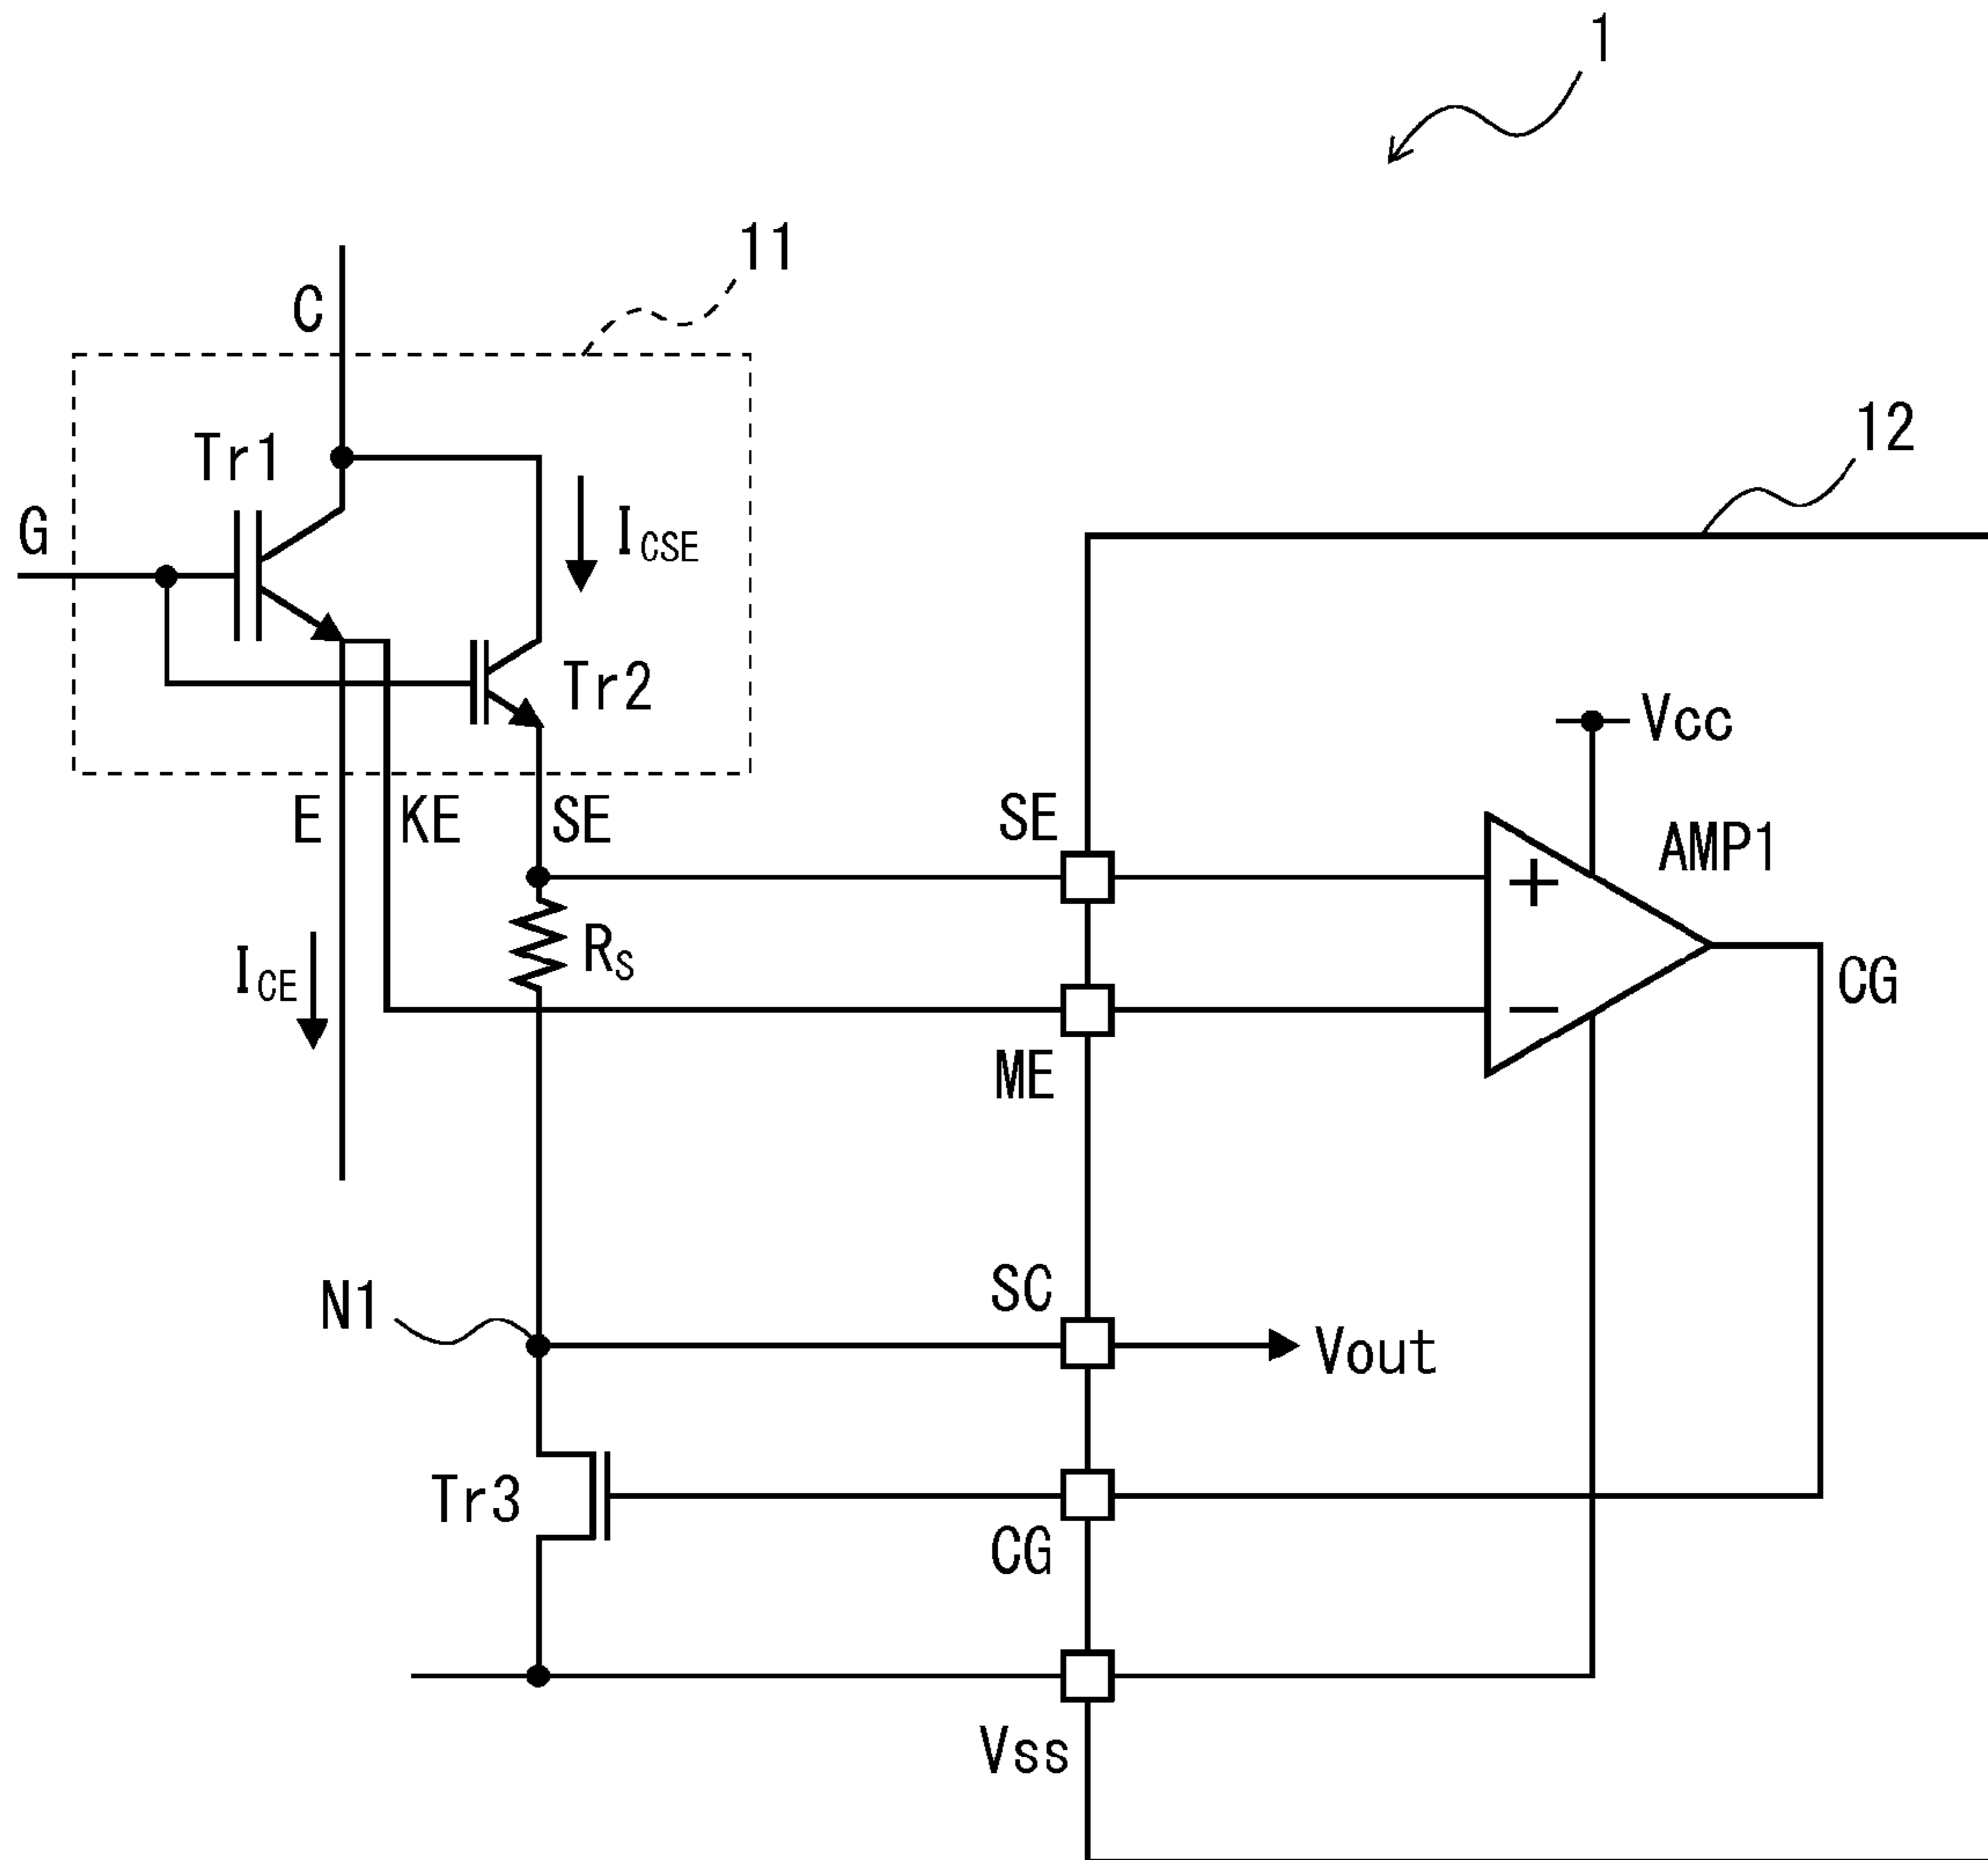 1
11
C
12
Tr1
G
I_CSE
Tr2
Vcc
E KE SE
SE
AMP1
+
R_S
I_CE
CG
−
ME
SC
N1
Vout
Tr3
CG
Vss